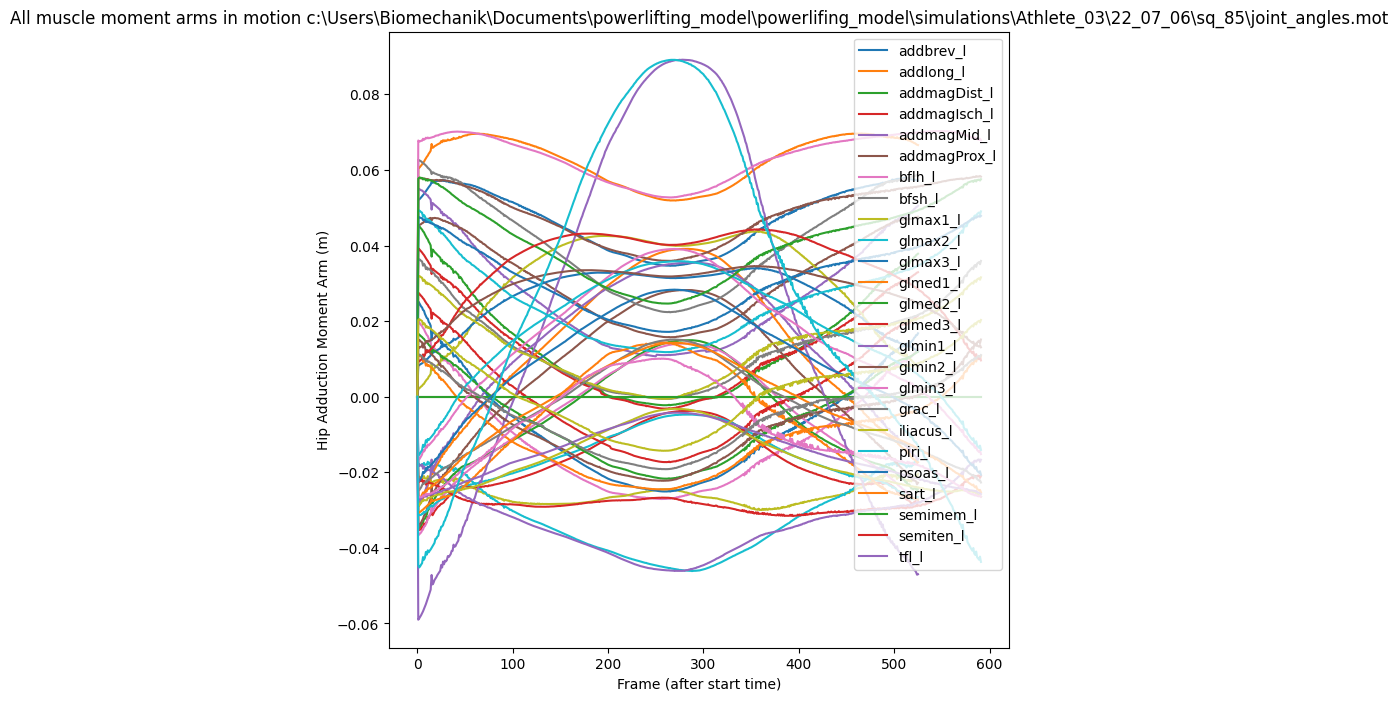 All muscle moment arms in motion c:\Users\Biomechanik\Documents\powerlifting_model\powerlifing_model\simulations\Athlete_03\22_07_06\sq_85\joint_angles.mot
Hip Adduction Moment Arm (m)
0.08
0.06
0.04
0.02
0.00
−0.02
−0.04
−0.06
0
100
200
300
400
500
600
Frame (after start time)
addbrev_l
addlong_l
addmagDist_l
addmagIsch_l
addmagMid_l
addmagProx_l
bflh_l
bfsh_l
glmax1_l
glmax2_l
glmax3_l
glmed1_l
glmed2_l
glmed3_l
glmin1_l
glmin2_l
glmin3_l
grac_l
iliacus_l
piri_l
psoas_l
sart_l
semimem_l
semiten_l
tfl_l